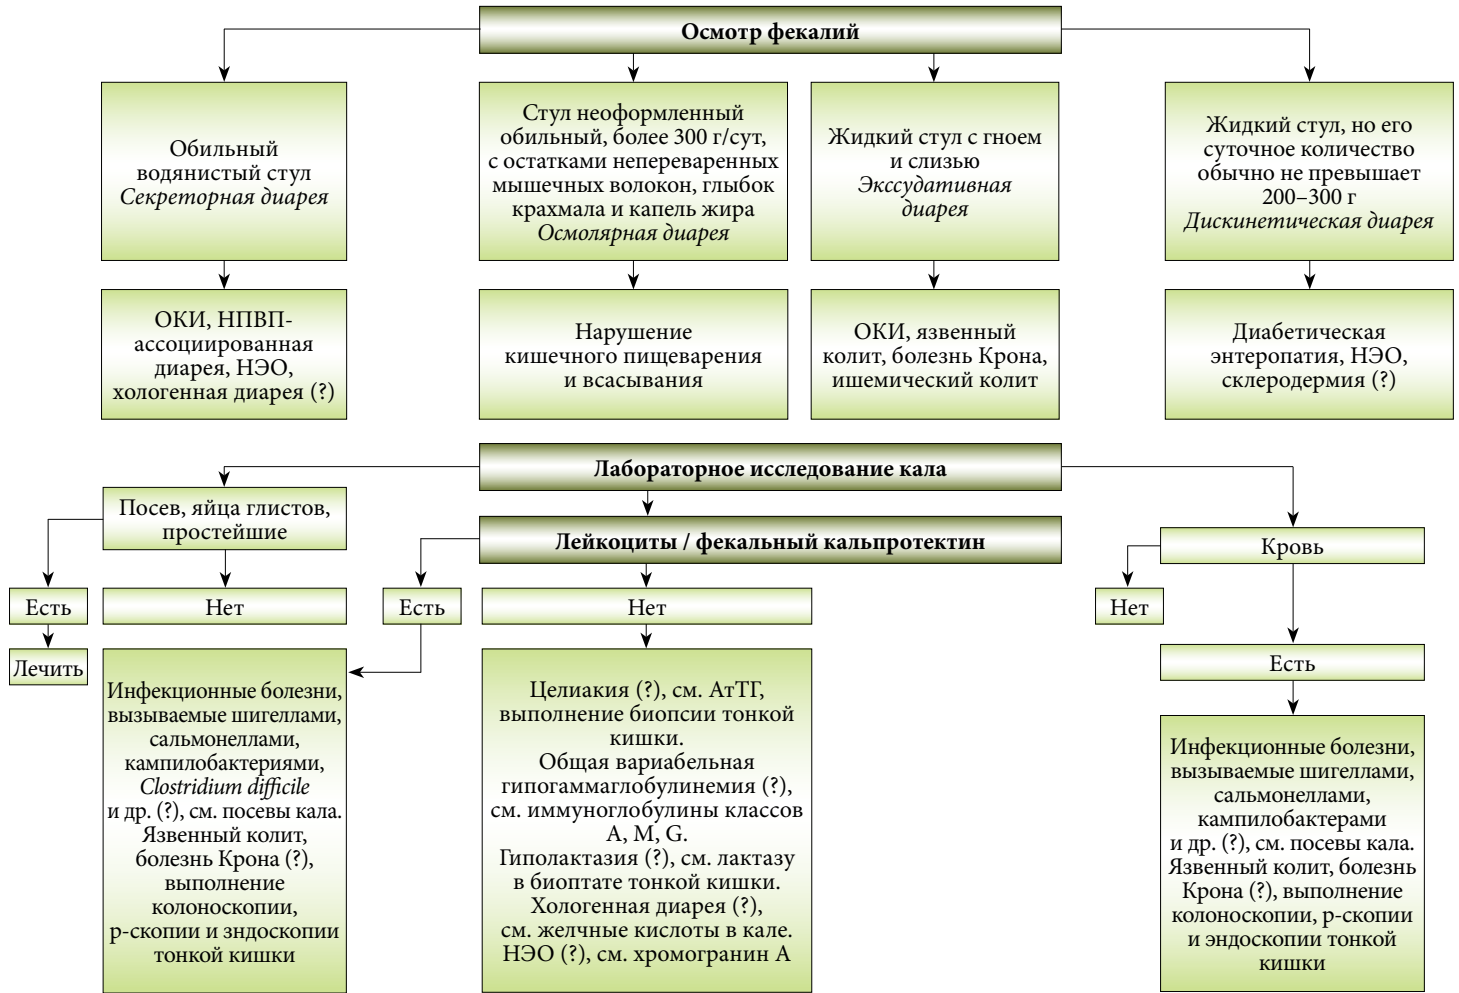 Осмотр фекалий
Обильный
водянистый стул
Секреторная диарея
Стул неоформленный
обильный, более 300 г/сут,
с остатками непереваренных
мышечных волокон, глыбок
крахмала и капель жира
Осмолярная диарея
Жидкий стул с гноем
и слизью
Экссудативная
диарея
Жидкий стул, но его
суточное количество
обычно не превышает
200–300 г
Дискинетическая диарея
ОКИ, НПВП-
ассоциированная
диарея, НЭО,
хологенная диарея (?)
Нарушение
кишечного пищеварения
и всасывания
ОКИ, язвенный
колит, болезнь Крона,
ишемический колит
Диабетическая
энтеропатия, НЭО,
склеродермия (?)
Лабораторное исследование кала
Посев, яйца глистов,
простейшие
Лейкоциты / фекальный кальпротектин
Кровь
Есть
Нет
Есть
Нет
Нет
Лечить
Есть
Инфекционные болезни,
вызываемые шигеллами,
сальмонеллами,
кампилобактериями,
Clostridium difficile
и др. (?), см. посевы кала.
Язвенный колит,
болезнь Крона (?),
выполнение
колоноскопии,
р-скопии и зндоскопии
тонкой кишки
Целиакия (?), см. АтТГ,
выполнение биопсии тонкой
кишки.
Общая вариабельная
гипогаммаглобулинемия (?),
см. иммуноглобулины классов
A, M, G.
Гиполактазия (?), см. лактазу
в биоптате тонкой кишки.
Хологенная диарея (?),
см. желчные кислоты в кале.
НЭО (?), см. хромогранин А
Инфекционные болезни,
вызываемые шигеллами,
сальмонеллами,
кампилобактерами
и др. (?), см. посевы кала.
Язвенный колит, болезнь
Крона (?), выполнение
колоноскопии, р-скопии
и эндоскопии тонкой
кишки